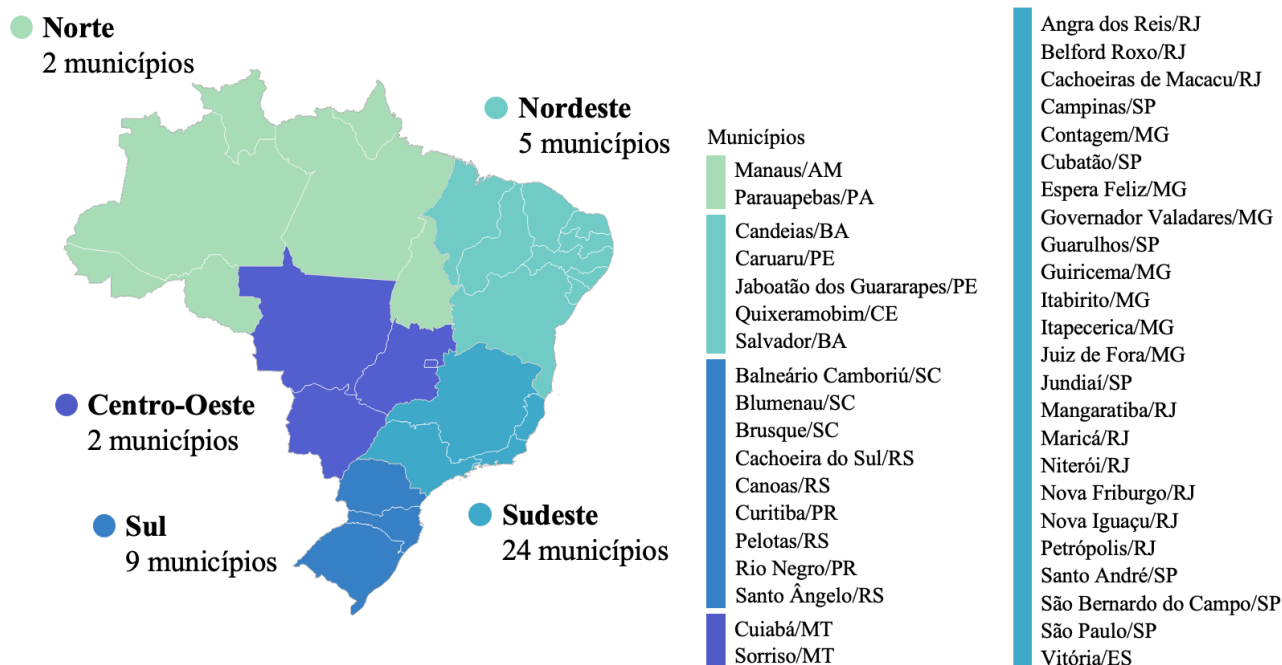 Norte
2 municípios
Nordeste
5 municípios
Centro-Oeste
2 municípios
Sul
9 municípios
Sudeste
24 municípios
Municípios
Manaus/AM
Parauapebas/PA
Candeias/BA
Caruaru/PE
Jaboatão dos Guararapes/PE
Quixeramobim/CE
Salvador/BA
Balneário Camboriú/SC
Blumenau/SC
Brusque/SC
Cachoeira do Sul/RS
Canoas/RS
Curitiba/PR
Pelotas/RS
Rio Negro/PR
Santo Ângelo/RS
Cuiabá/MT
Sorriso/MT
Angra dos Reis/RJ
Belford Roxo/RJ
Cachoeiras de Macacu/RJ
Campinas/SP
Contagem/MG
Cubatão/SP
Espera Feliz/MG
Governador Valadares/MG
Guarulhos/SP
Guiricema/MG
Itabirito/MG
Itapecerica/MG
Juiz de Fora/MG
Jundiaí/SP
Mangaratiba/RJ
Maricá/RJ
Niterói/RJ
Nova Friburgo/RJ
Nova Iguaçu/RJ
Petrópolis/RJ
Santo André/SP
São Bernardo do Campo/SP
São Paulo/SP
Vitória/ES